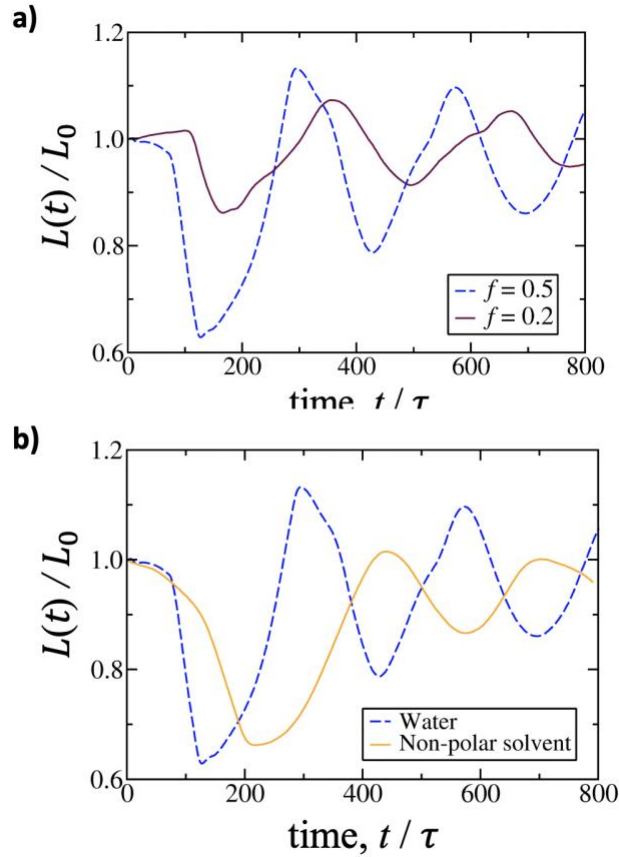 a)
1.2
1.0
0.8
0.6
L(t) / L₀
f = 0.5
f = 0.2
0 200 400 600 800
time, t / τ
b)
1.2
1.0
0.8
0.6
L(t) / L₀
Water
Non-polar solvent
0 200 400 600 800
time, t / τ